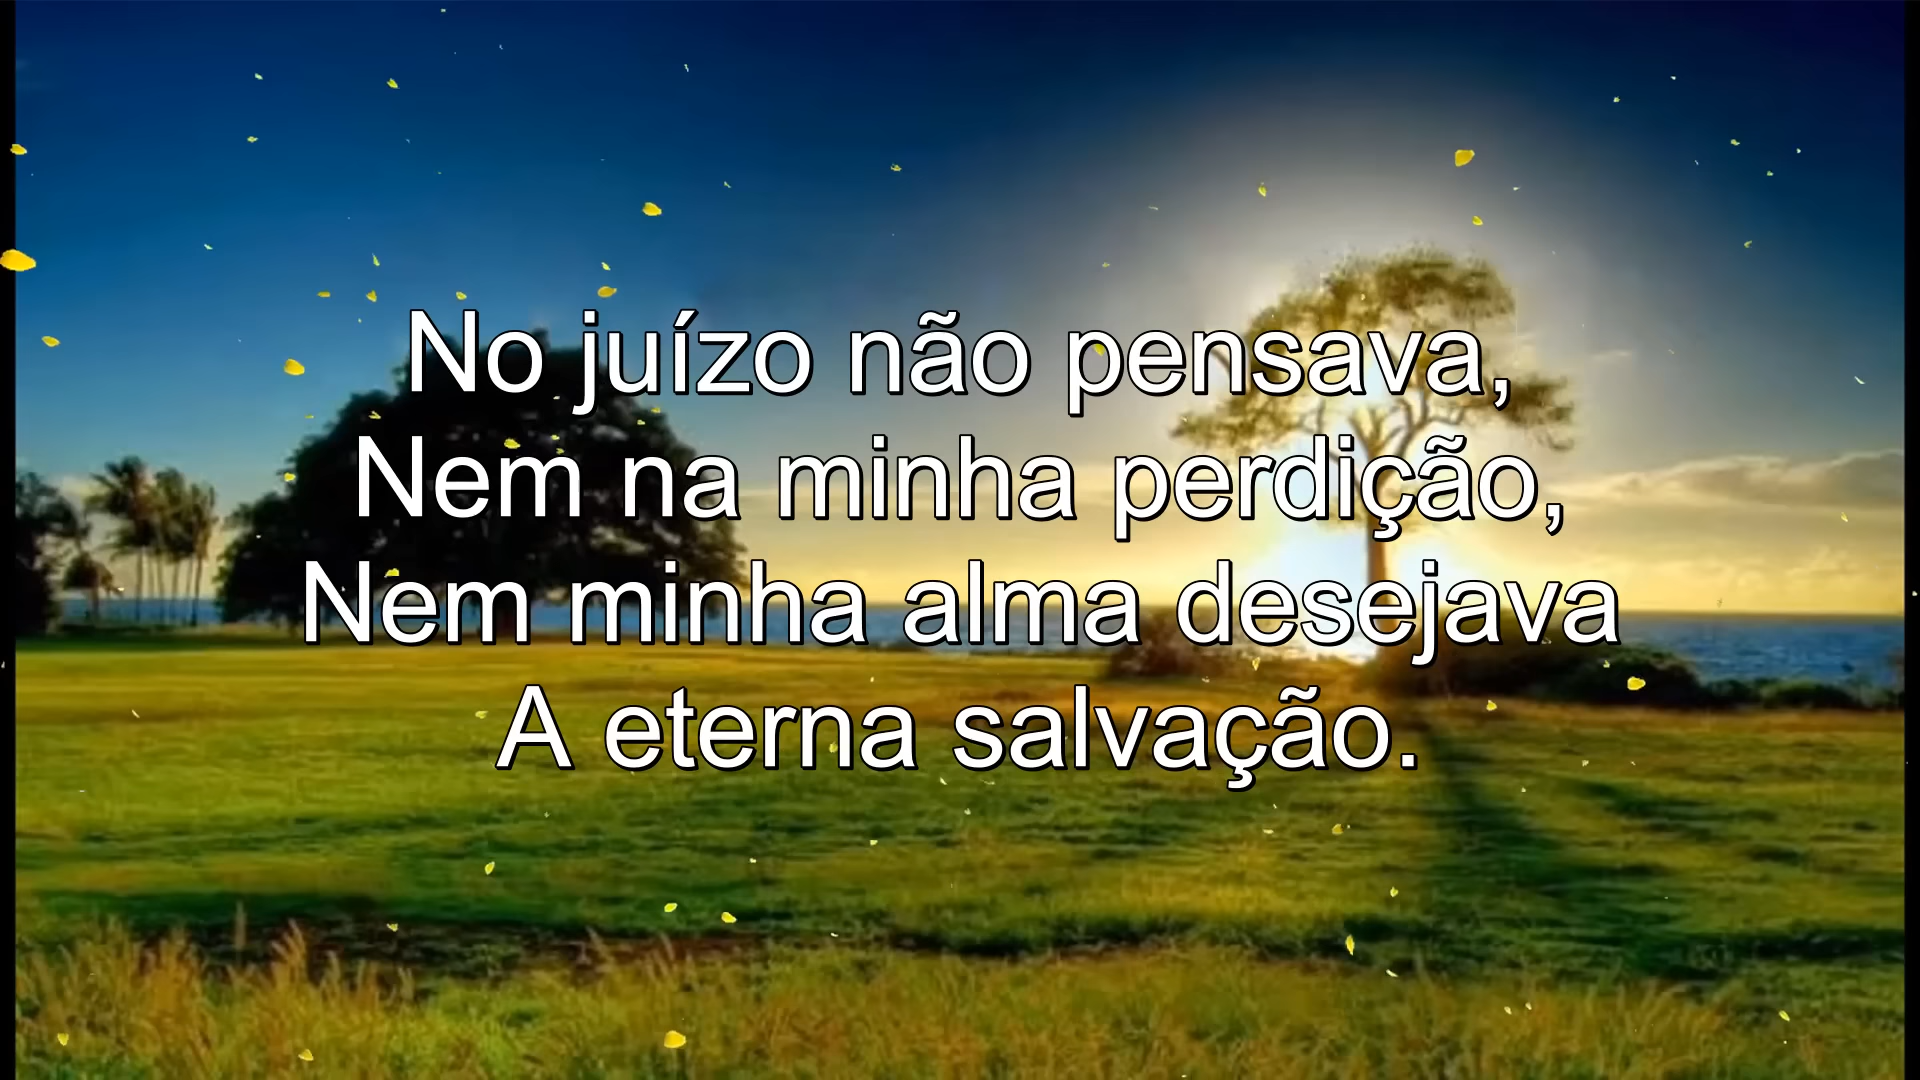 No juízo não pensava,
Nem na minha perdição,
Nem minha alma desejava
A eterna salvação.